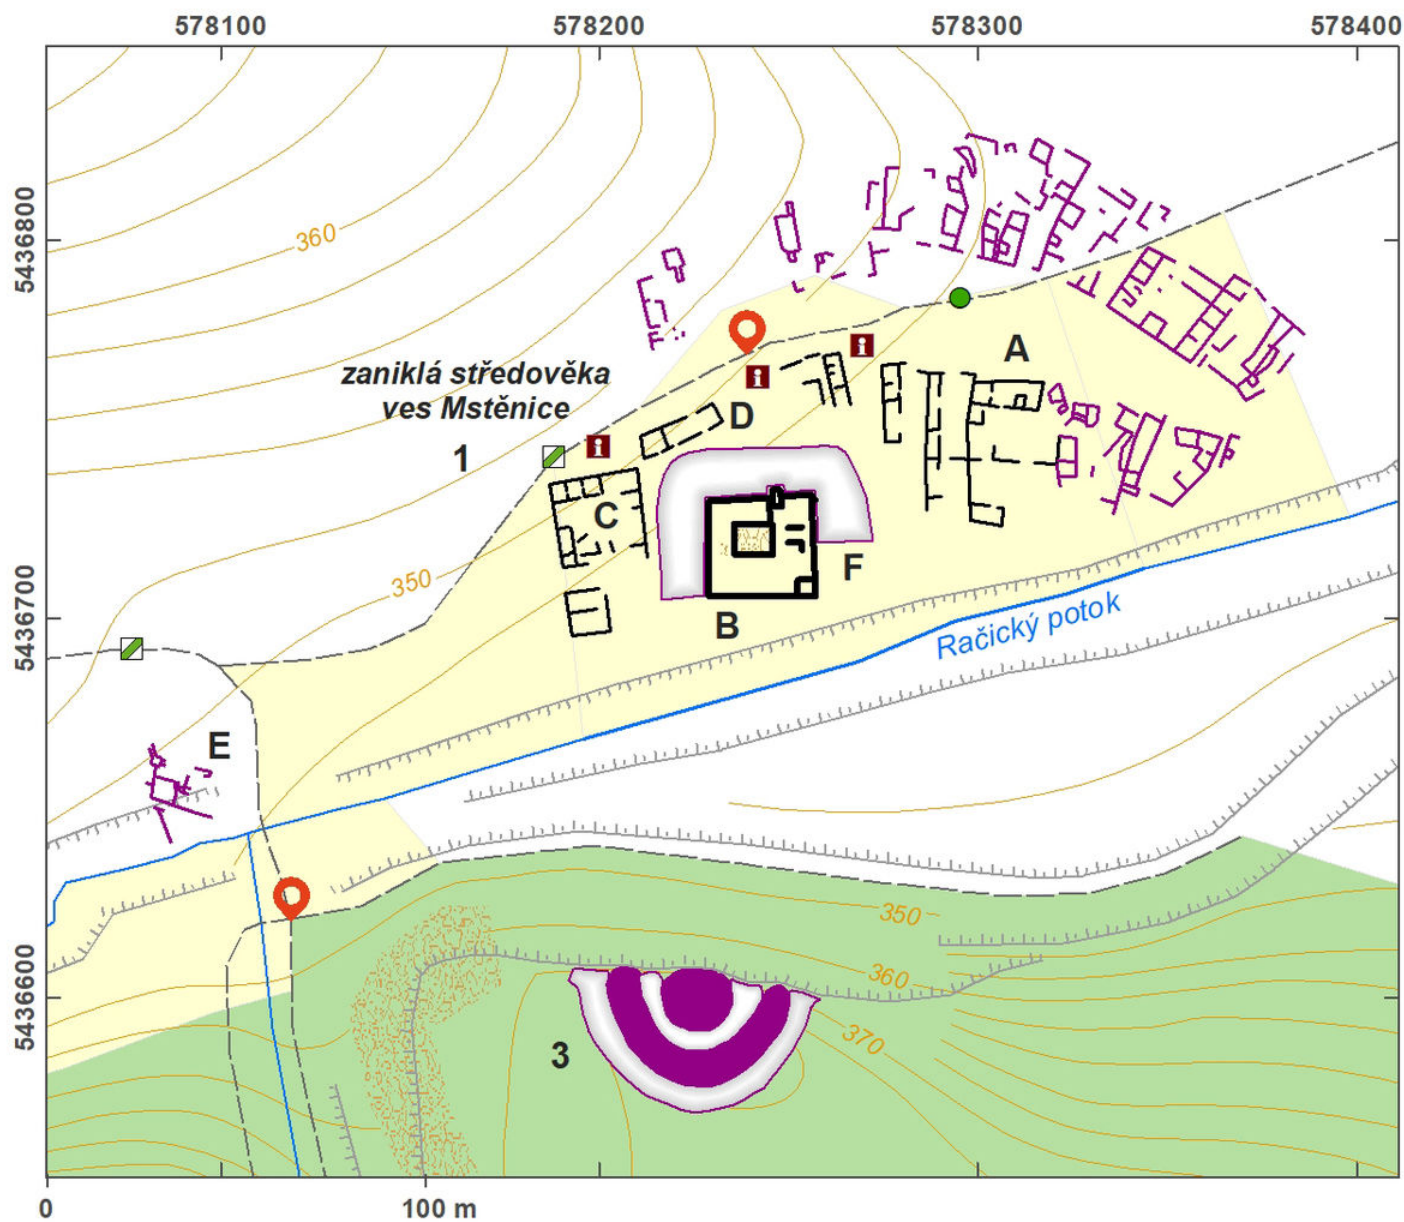 578100
578200
578300
578400
5436800
360
A
zaniklá středověka
ves Mstěnice
D
1
C
F
350
5436700
B
Račický potok
E
350
360
370
5436600
3
0
100 m
i
i
i